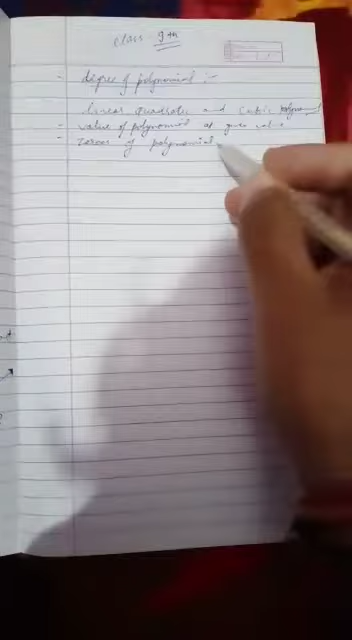 class 9th
- degree of polynomial :-
linear quadratic and Cubic polynomial
- value of polynomial at given value
- zeroes of polynomial